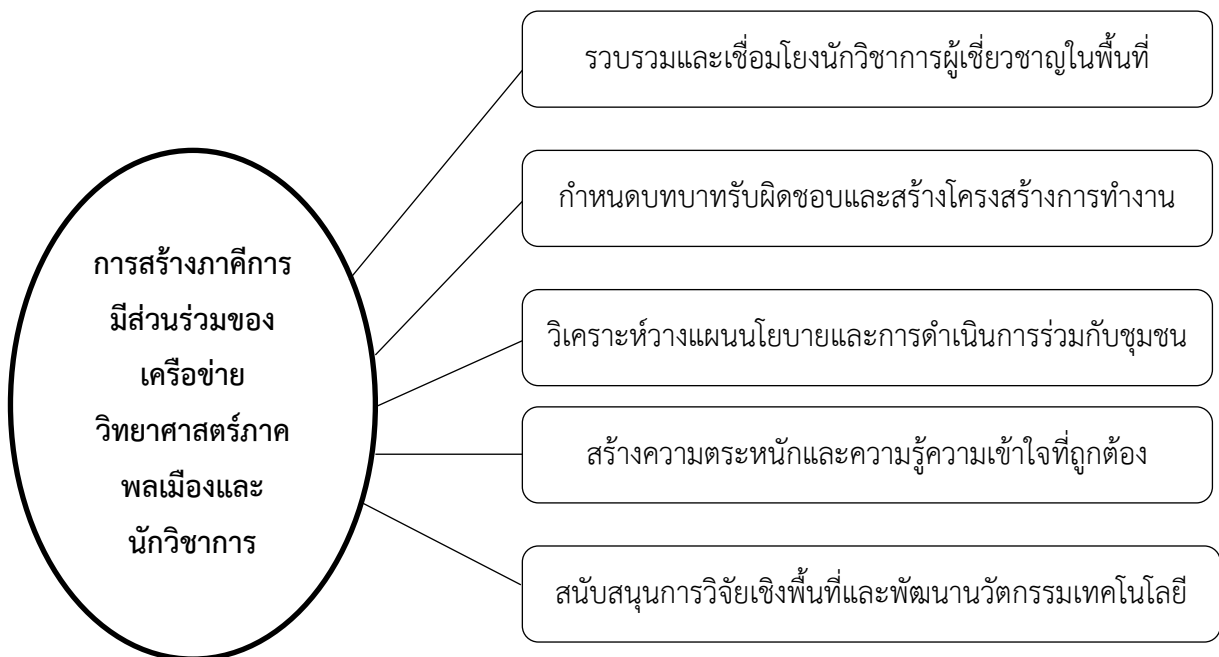 รวบรวมและเชื่อมโยงนักวิชาการผู้เชี่ยวชาญในพื้นที่
กำหนดบทบาทรับผิดชอบและสร้างโครงสร้างการทำงาน
การสร้างภาคีการ
มีส่วนร่วมของ
เครือข่าย
วิทยาศาสตร์ภาค
พลเมืองและ
นักวิชาการ
วิเคราะห์วางแผนนโยบายและการดำเนินการร่วมกับชุมชน
สร้างความตระหนักและความรู้ความเข้าใจที่ถูกต้อง
สนับสนุนการวิจัยเชิงพื้นที่และพัฒนานวัตกรรมเทคโนโลยี